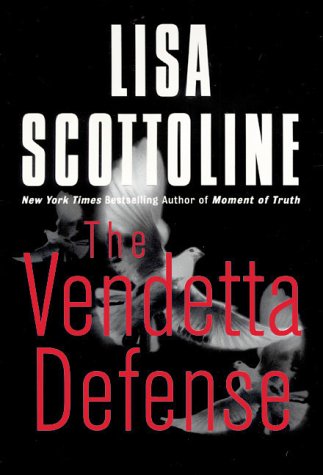 LISA
SCOTTOLINE
New York Times Bestselling Author of Moment of Truth
The
Vendetta
Defense